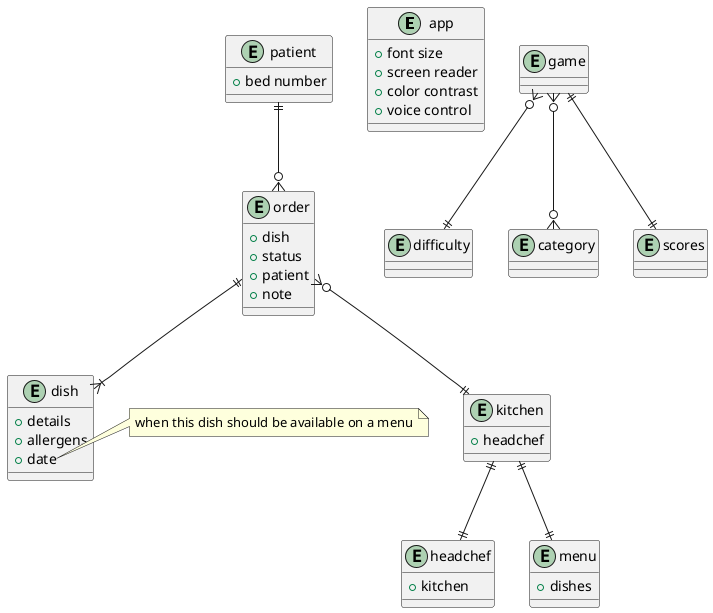 E patient
bed number
E app
font size
screen reader
color contrast
voice control
E game
E order
dish
status
patient
note
E difficulty
E category
E scores
E dish
details
allergens
date
when this dish should be available on a menu
E kitchen
headchef
E headchef
kitchen
E menu
dishes